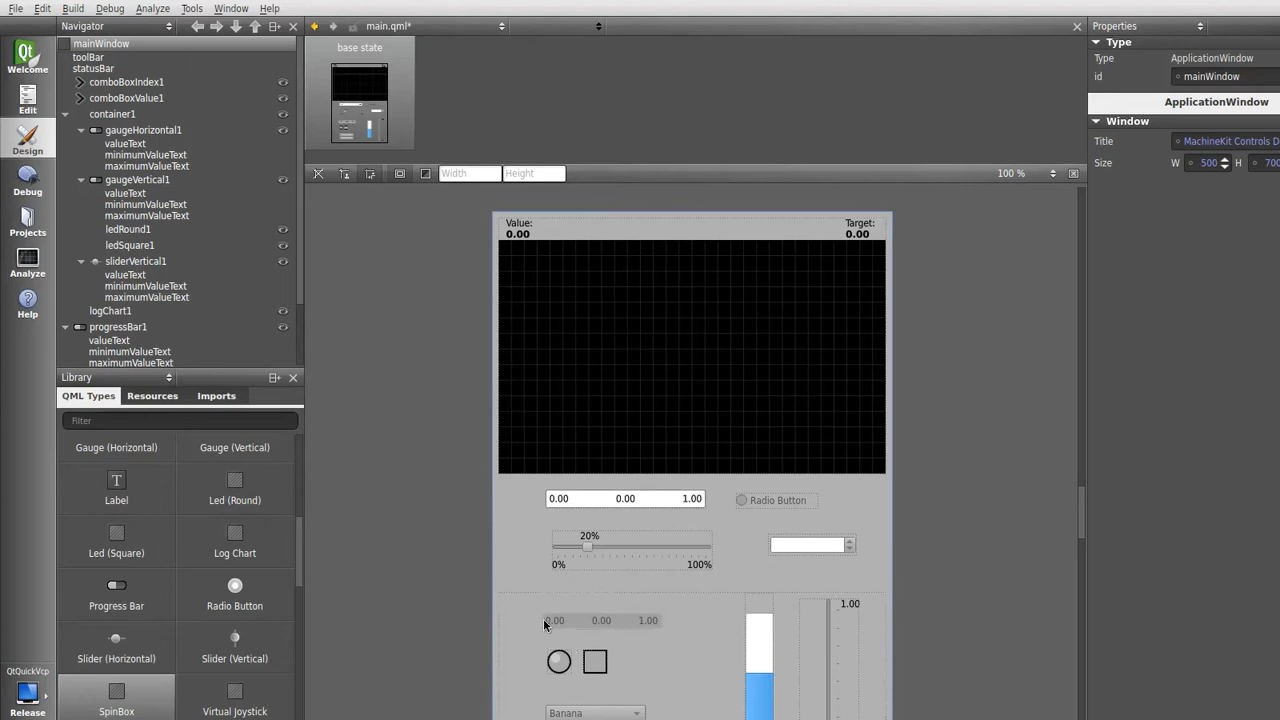 File Edit Build Debug Analyze Tools Window Help
Navigator
main.qml*
Properties
Welcome
Edit
Design
Debug
Projects
Analyze
Help
QtQuickVcp
Release
mainWindow
toolBar
statusBar
comboBoxIndex1
comboBoxValue1
container1
gaugeHorizontal1
valueText
minimumValueText
maximumValueText
gaugeVertical1
valueText
minimumValueText
maximumValueText
ledRound1
ledSquare1
sliderVertical1
valueText
minimumValueText
maximumValueText
logChart1
progressBar1
valueText
minimumValueText
maximumValueText
Library
QML Types Resources Imports
Filter
Gauge (Horizontal) Gauge (Vertical)
Label Led (Round)
Led (Square) Log Chart
Progress Bar Radio Button
Slider (Horizontal) Slider (Vertical)
SpinBox Virtual Joystick
base state
Width Height
100 %
Value: Target:
0.00 0.00
0.00 0.00 1.00
Radio Button
20%
0% 100%
0.00 0.00 1.00
1.00
Banana
Type
Type ApplicationWindow
id mainWindow
ApplicationWindow
Window
Title MachineKit Controls D
Size W 500 H 700